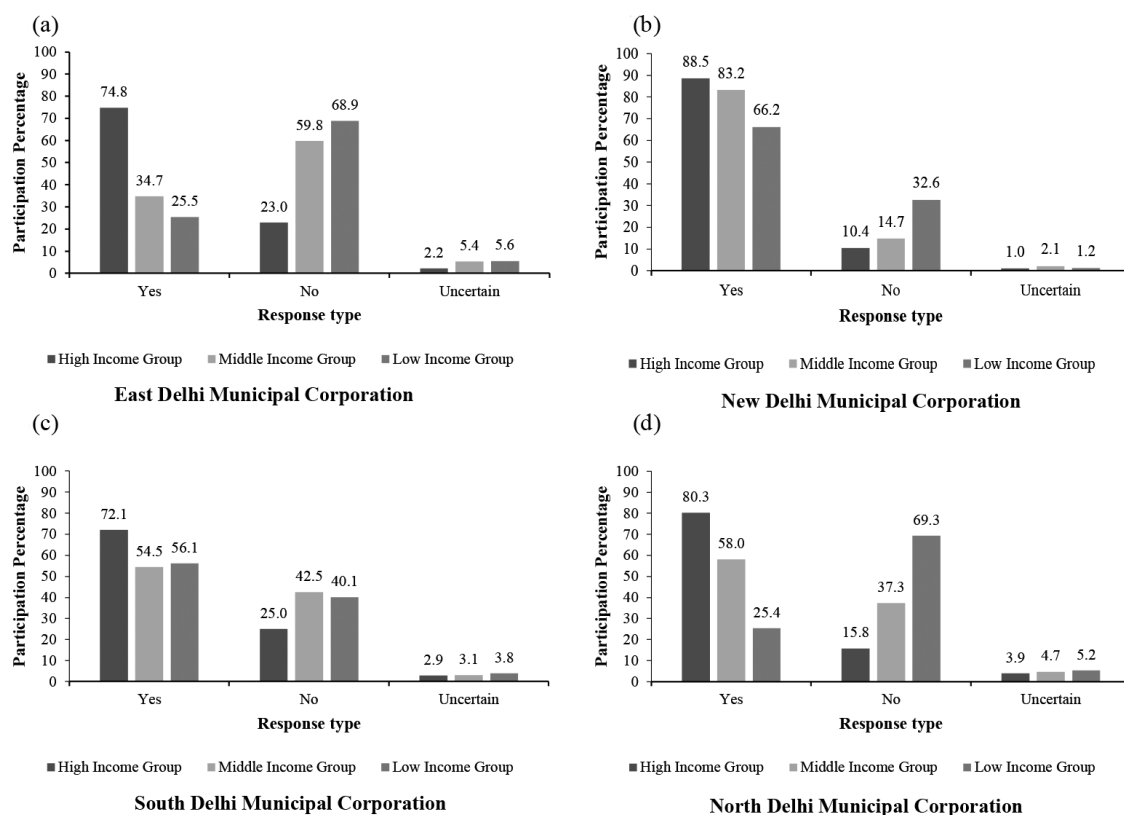 (a)
Participation Percentage
100
90
80
70
60
50
40
30
20
10
0
74.8
34.7
25.5
23.0
59.8
68.9
2.2
5.4
5.6
Yes
No
Uncertain
Response type
High Income Group
Middle Income Group
Low Income Group
East Delhi Municipal Corporation
(b)
Participation Percentage
100
90
80
70
60
50
40
30
20
10
0
88.5
83.2
66.2
10.4
14.7
32.6
1.0
2.1
1.2
Yes
No
Uncertain
Response type
High Income Group
Middle Income Group
Low Income Group
New Delhi Municipal Corporation
(c)
Participation Percentage
100
90
80
70
60
50
40
30
20
10
0
72.1
54.5
56.1
25.0
42.5
40.1
2.9
3.1
3.8
Yes
No
Uncertain
Response type
High Income Group
Middle Income Group
Low Income Group
South Delhi Municipal Corporation
(d)
Participation Percentage
100
90
80
70
60
50
40
30
20
10
0
80.3
58.0
25.4
15.8
37.3
69.3
3.9
4.7
5.2
Yes
No
Uncertain
Response type
High Income Group
Middle Income Group
Low Income Group
North Delhi Municipal Corporation